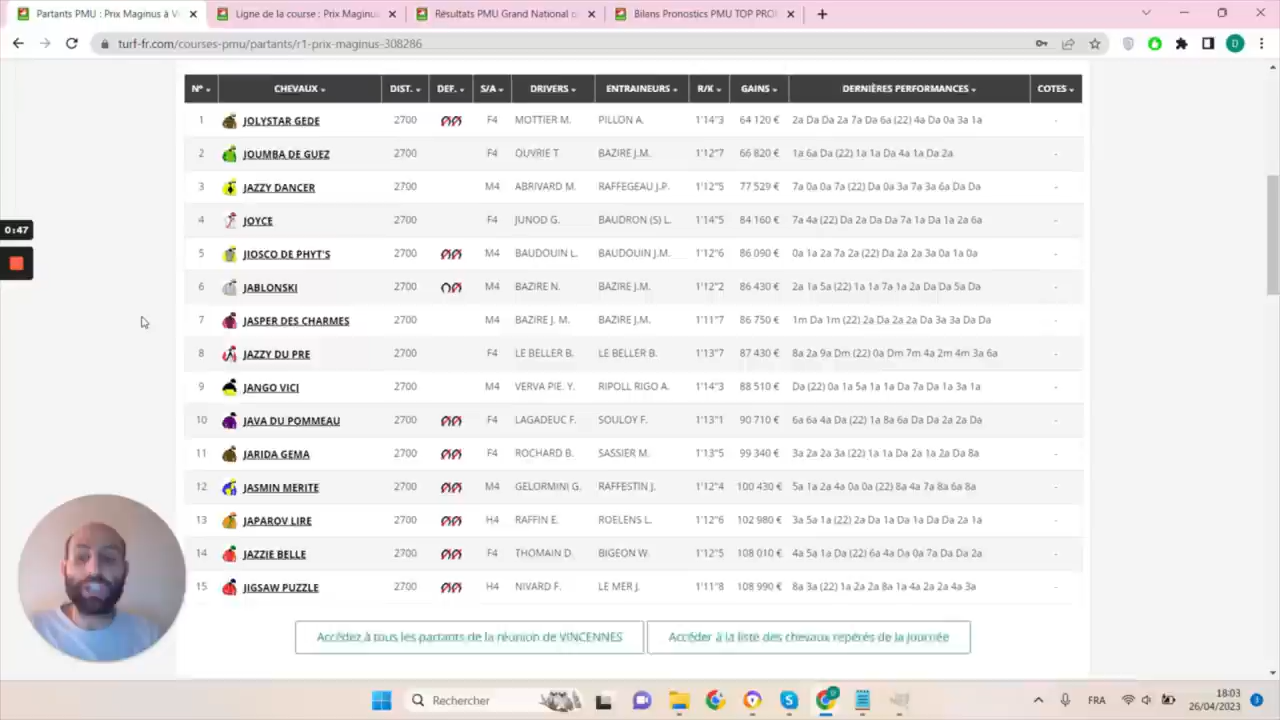 Partants PMU : Prix Maginus à V
Ligne de la course : Prix Maginus
Résultats PMU Grand National d
Bilans Pronostics PMU TOP PRO
turf-fr.com/courses-pmu/partants/r1-prix-maginus-308286
D
N° CHEVAUX DIST. DEF. S/A DRIVERS ENTRAINEURS R/K GAINS DERNIÈRES PERFORMANCES COTES
1 JOLYSTAR GEDE 2700 F4 MOTTIER M. PILLON A. 1'14"3 64 120 € 2a Da Da 2a 7a Da 6a (22) 4a Da 0a 3a 1a -
2 JOUMBA DE GUEZ 2700 F4 OUVRIE T. BAZIRE J.M. 1'12"7 66 820 € 1a 6a Da (22) 1a 1a Da 4a 1a Da 2a -
3 JAZZY DANCER 2700 M4 ABRIVARD M. RAFFEGEAU J.P. 1'12"5 77 529 € 7a 0a 0a 7a (22) Da 0a 3a 7a 3a 6a Da Da -
4 JOYCE 2700 F4 JUNOD G. BAUDRON (S) L. 1'14"5 84 160 € 7a 4a (22) Da 2a Da Da 7a 1a Da 1a 2a 6a -
5 JIOSCO DE PHYT'S 2700 M4 BAUDOUIN L. BAUDOUIN J.M. 1'12"6 86 090 € 0a 1a 2a 7a 2a (22) Da 2a 2a 3a 0a 1a 0a -
6 JABLONSKI 2700 M4 BAZIRE N. BAZIRE J.M. 1'12"2 86 430 € 2a 1a 5a (22) 1a 1a 7a 1a 2a Da Da 5a Da -
7 JASPER DES CHARMES 2700 M4 BAZIRE J. M. BAZIRE J.M. 1'11"7 86 750 € 1m Da 1m (22) 2a Da 2a 2a Da 3a 3a Da Da -
8 JAZZY DU PRE 2700 F4 LE BELLER B. LE BELLER B. 1'13"7 87 430 € 8a 2a 9a Dm (22) 0a Dm 7m 4a 2m 4m 3a 6a -
9 JANGO VICI 2700 M4 VERVA PIE. Y. RIPOLL RIGO A. 1'14"3 88 510 € Da (22) 0a 1a 5a 1a 1a Da 7a Da 1a 3a 1a -
10 JAVA DU POMMEAU 2700 F4 LAGADEUC F. SOULOY F. 1'13"1 90 710 € 6a 6a 4a Da (22) 1a 8a 6a Da Da 2a 2a Da -
11 JARIDA GEMA 2700 F4 ROCHARD B. SASSIER M. 1'13"5 99 340 € 3a 2a 2a 3a (22) 1a 1a Da 2a 1a 2a Da 8a -
12 JASMIN MERITE 2700 M4 GELORMINI G. RAFFESTIN J. 1'12"4 100 430 € 5a 1a 2a 4a 0a 0a (22) 8a 4a 7a 8a 6a 8a -
13 JAPAROV LIRE 2700 H4 RAFFIN E. ROELENS L. 1'12"6 102 980 € 3a 5a 1a (22) 2a Da 1a Da 1a Da Da 2a 1a -
14 JAZZIE BELLE 2700 F4 THOMAIN D. BIGEON W. 1'12"5 108 010 € 4a 5a 1a Da (22) 6a 4a Da 0a 7a Da Da 2a -
15 JIGSAW PUZZLE 2700 H4 NIVARD F. LE MER J. 1'11"8 108 990 € 8a 3a (22) 1a 2a 2a 8a 1a 4a 2a 2a 4a 3a -
Accédez à tous les partants de la réunion de VINCENNES
Accéder à la liste des chevaux repérés de la journée
0:47
Rechercher
FRA
18:03
26/04/2023